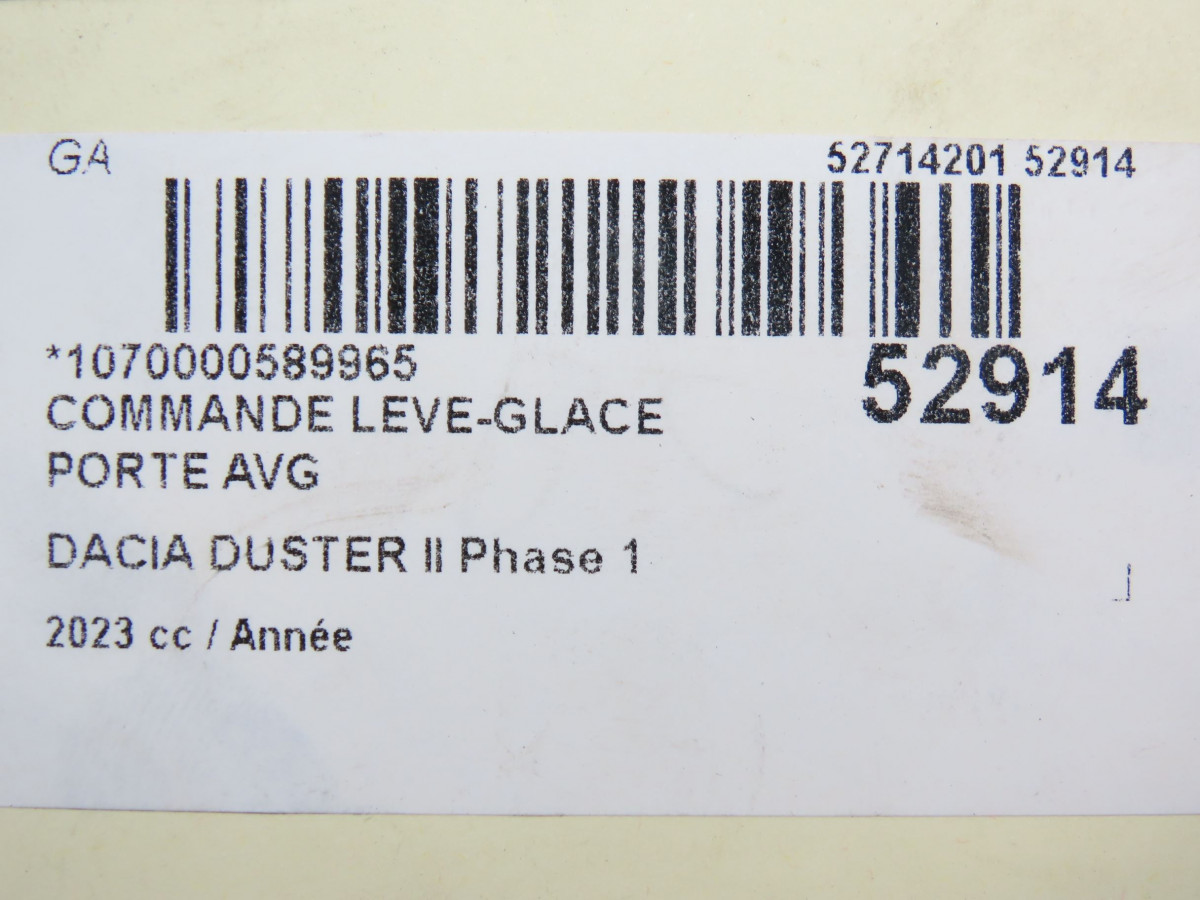 GA 52714201 52914
*1070000589965
52914
COMMANDE LEVE-GLACE
PORTE AVG
DACIA DUSTER II Phase 1
2023 cc / Année